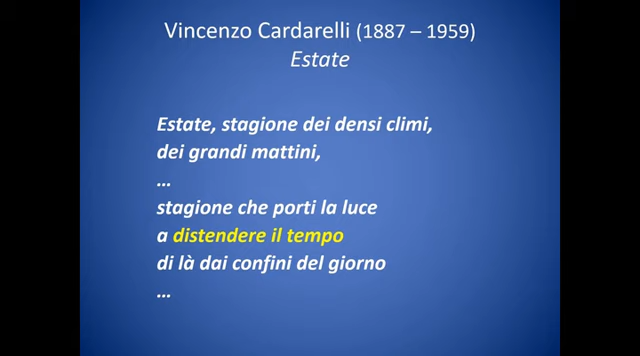 Vincenzo Cardarelli (1887 – 1959)
Estate
Estate, stagione dei densi climi,
dei grandi mattini,
…
stagione che porti la luce
a distendere il tempo
di là dai confini del giorno
…